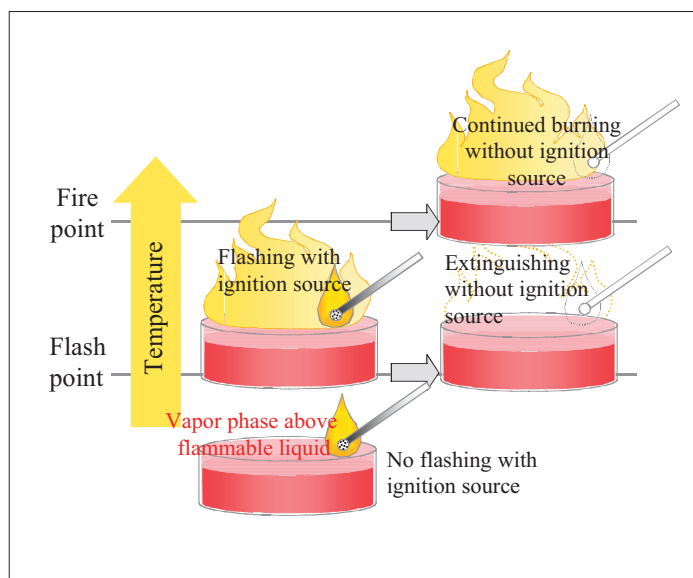 Continued burning
without ignition
source
Fire
point
Temperature
Flashing with
ignition source
Extinguishing
without ignition
source
Flash
point
Vapor phase above
flammable liquid
No flashing with
ignition source